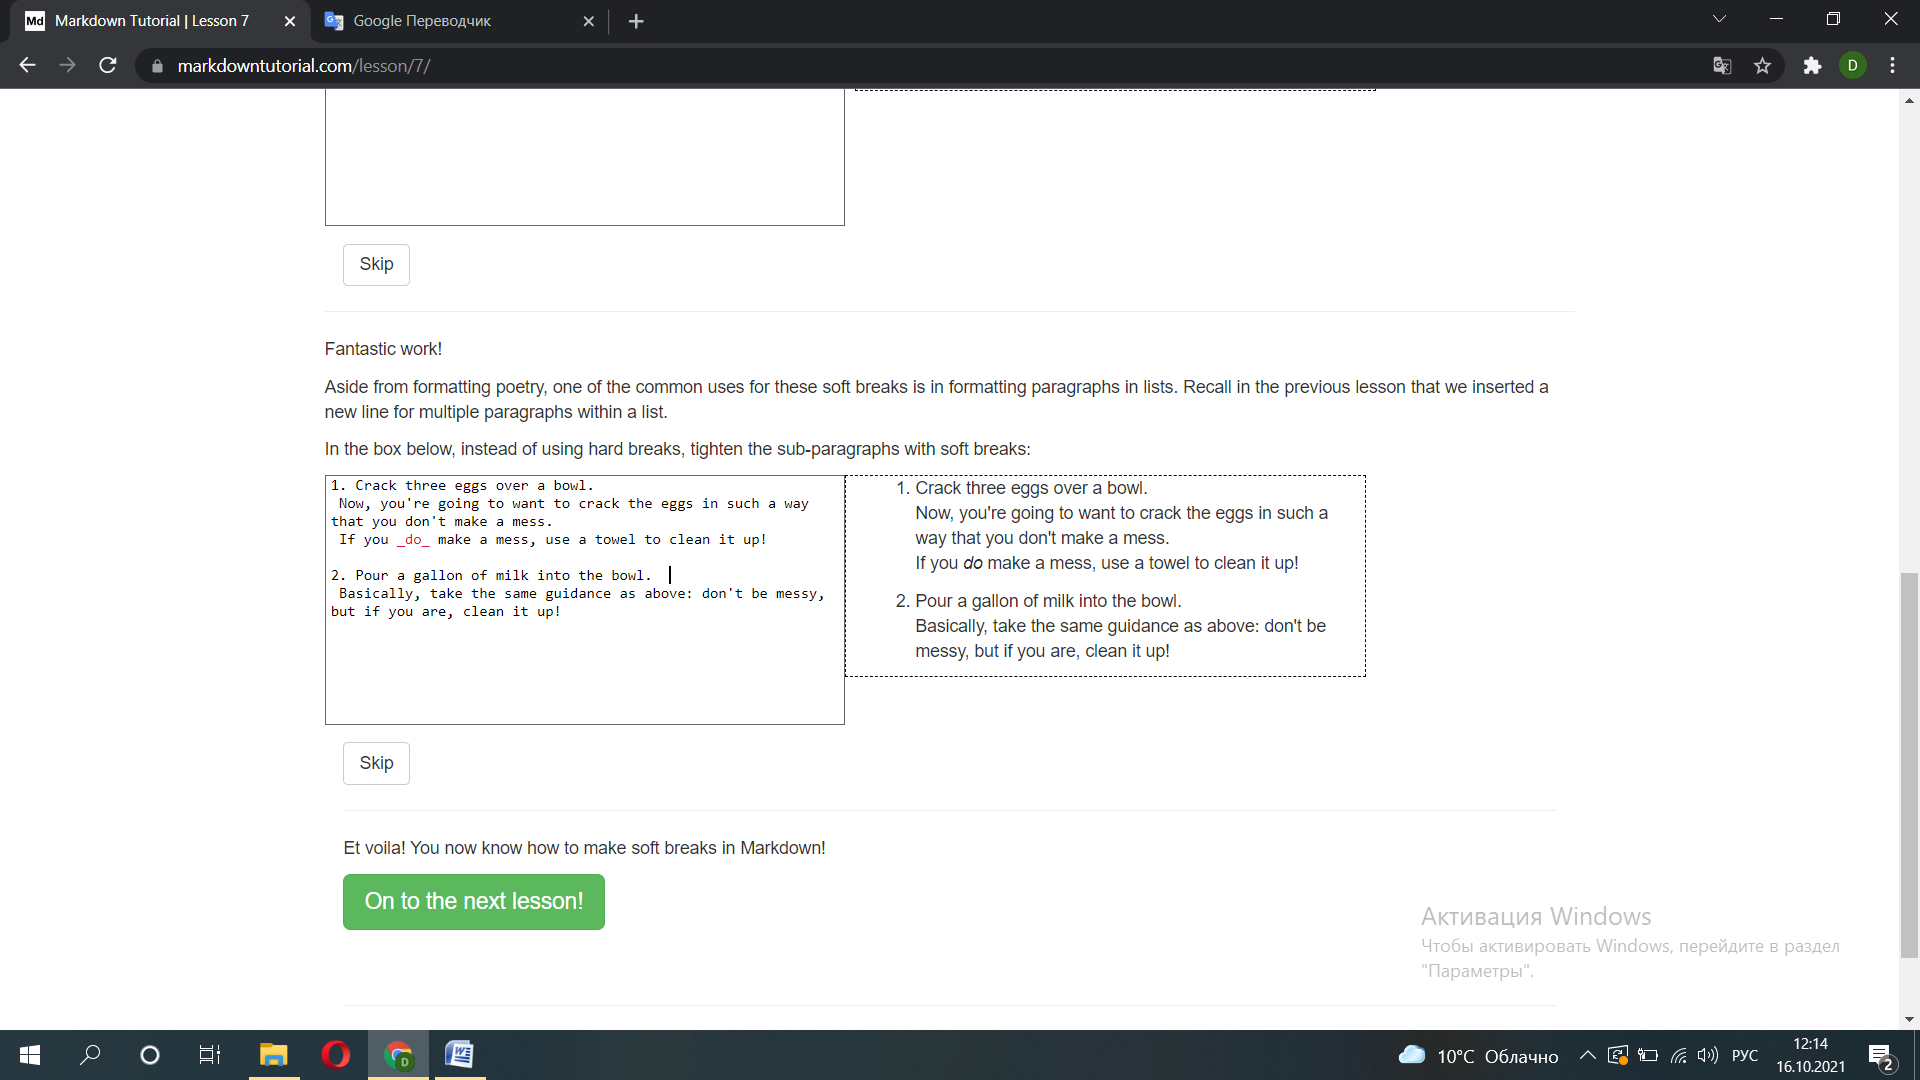 Md Markdown Tutorial | Lesson 7
Google Переводчик
markdowntutorial.com/lesson/7/
D
Skip
Fantastic work!
Aside from formatting poetry, one of the common uses for these soft breaks is in formatting paragraphs in lists. Recall in the previous lesson that we inserted a
new line for multiple paragraphs within a list.
In the box below, instead of using hard breaks, tighten the sub-paragraphs with soft breaks:
1. Crack three eggs over a bowl.
Now, you're going to want to crack the eggs in such a way
that you don't make a mess.
If you _do_ make a mess, use a towel to clean it up!
2. Pour a gallon of milk into the bowl.
Basically, take the same guidance as above: don't be messy,
but if you are, clean it up!
1. Crack three eggs over a bowl.
Now, you're going to want to crack the eggs in such a
way that you don't make a mess.
If you do make a mess, use a towel to clean it up!
2. Pour a gallon of milk into the bowl.
Basically, take the same guidance as above: don't be
messy, but if you are, clean it up!
Skip
Et voila! You now know how to make soft breaks in Markdown!
On to the next lesson!
Активация Windows
Чтобы активировать Windows, перейдите в раздел
"Параметры".
D
10°C Облачно
РУС
12:14
16.10.2021
2